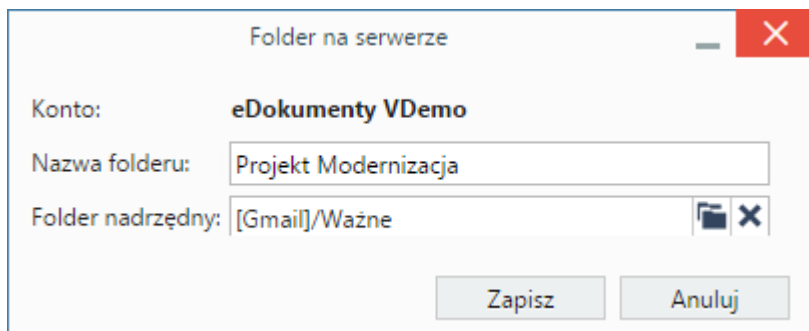 Folder na serwerze
Konto: eDokumenty VDemo
Nazwa folderu: Projekt Modernizacja
Folder nadrzędny: [Gmail]/Ważne
Zapisz Anuluj